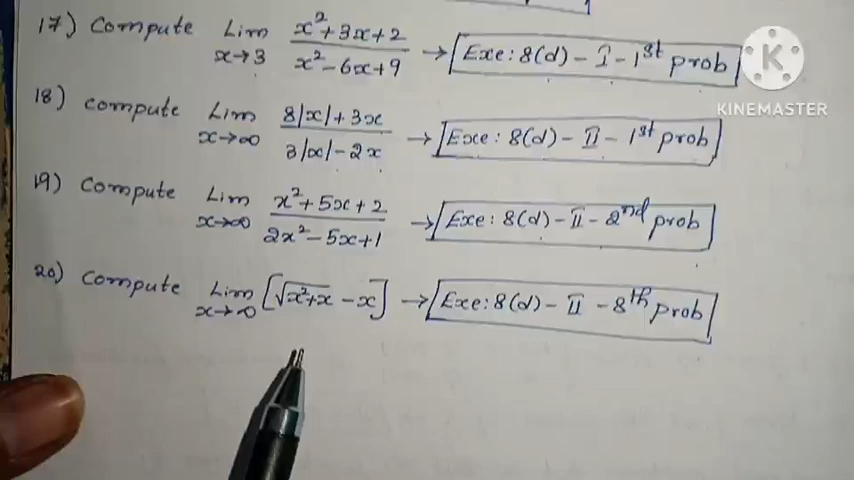 17) Compute Lim x→3 x²+3x+2 / x²-6x+9 → Exe: 8(d) - I - 1st prob
K
KINEMASTER
18) compute Lim x→∞ 8|x|+3x / 3|x|-2x → Exe: 8(d) - II - 1st prob
19) Compute Lim x→∞ x²+5x+2 / 2x²-5x+1 → Exe: 8(d) - II - 2nd prob
20) Compute Lim x→∞ [√x²+x - x] → Exe: 8(d) - II - 8th prob